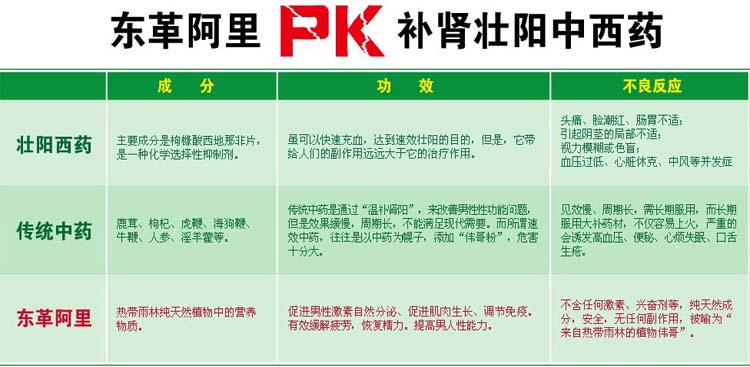 东革阿里 PK 补肾壮阳中西药
成 分
功 效
不良反应
壮阳西药
主要成分是枸橼酸西地那非片，
是一种化学选择性抑制剂。
虽可以快速充血，达到速效壮阳的目的，但是，它带
给人们的副作用远远大于它的治疗作用。
头痛、脸潮红、肠胃不适；
引起阴茎的局部不适；
视力模糊或色盲；
血压过低、心脏休克、中风等并发症
传统中药
鹿茸、枸杞、虎鞭、海狗鞭、
牛鞭、人参、淫羊藿等。
传统中药是通过“温补肾阳”，来改善男性性功能问题，
但是效果缓慢，周期长，不能满足现代需要。而所谓速
效中药，往往是以中药为幌子，添加“伟哥粉”，危害
十分大。
见效慢、周期长，需长期服用，而长期
服用大补药材，不仅容易上火，严重的
会诱发高血压、便秘、心烦失眠、口舌
生疮。
东革阿里
热带雨林纯天然植物中的营养
物质。
促进男性激素自然分泌、促进肌肉生长、调节免疫。
有效缓解疲劳，恢复精力。提高男人性能力。
不含任何激素、兴奋剂等，纯天然成
分，安全，无任何副作用，被喻为“
来自热带雨林的植物伟哥”。